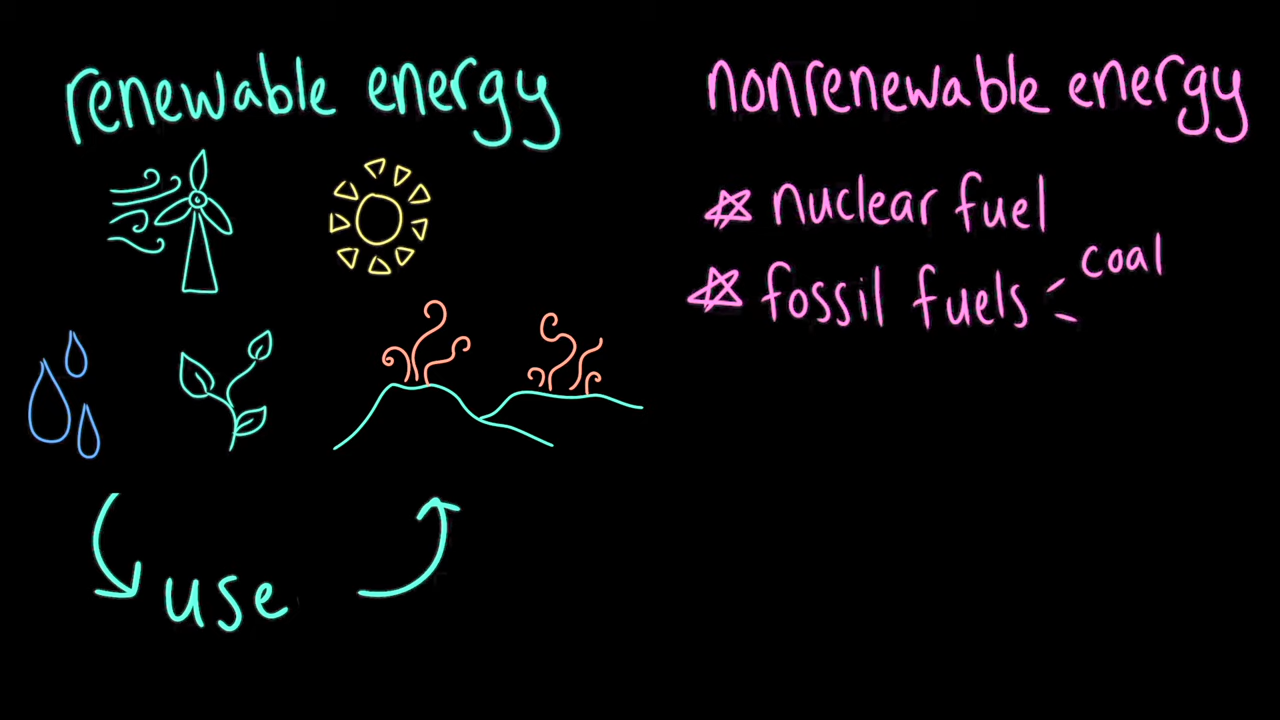 renewable energy
use
nonrenewable energy
nuclear fuel
fossil fuels
coal